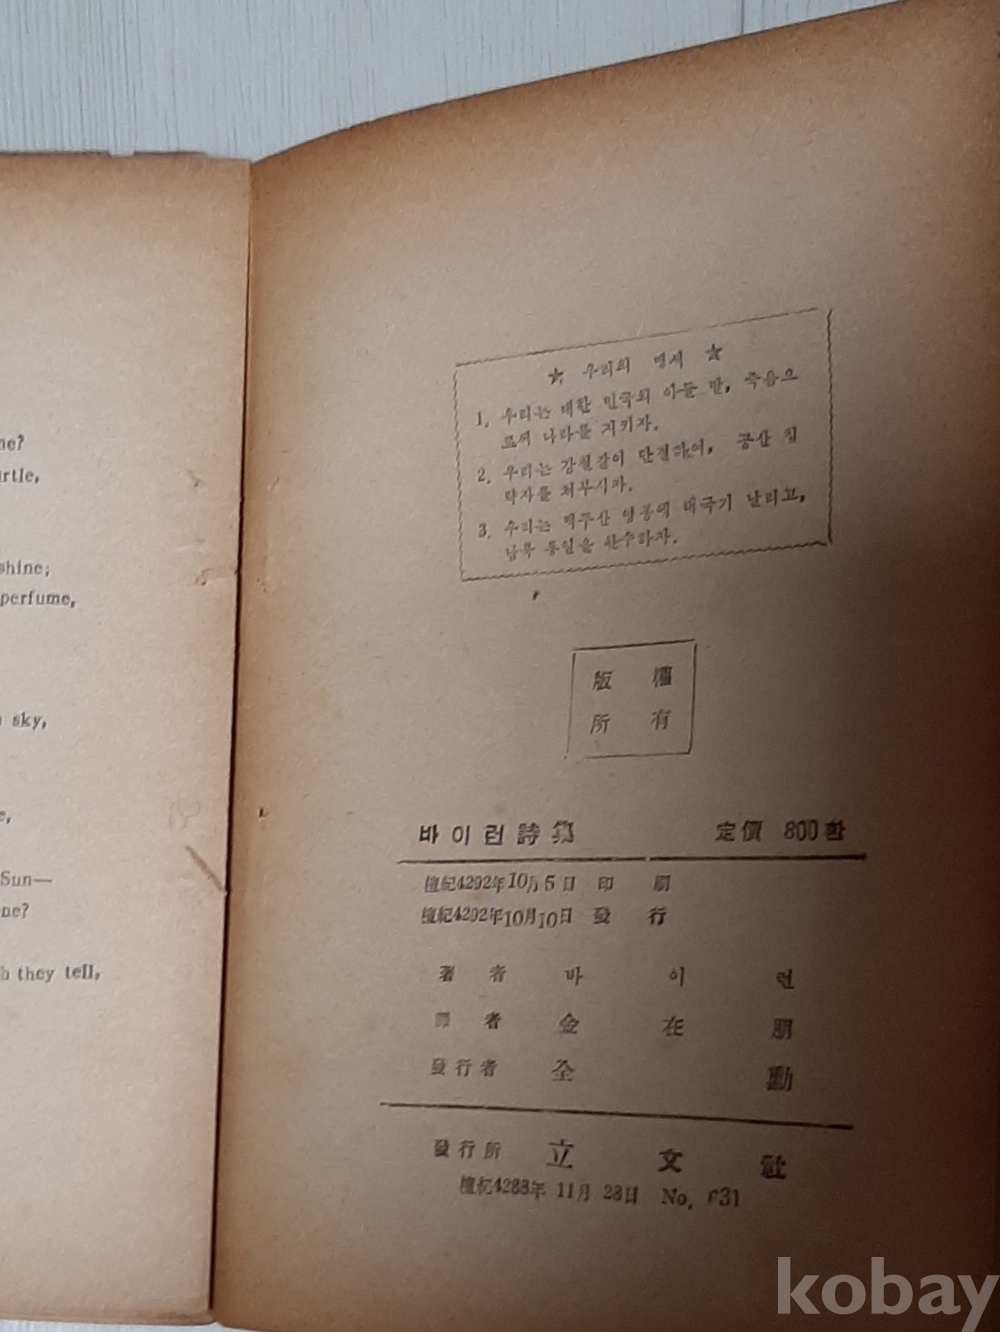 ne?
rtle,
shine;
perfume,
sky,
e,
Sun—
ne?
h they tell,
☆ 우리의 맹세 ☆
1. 우리는 대한 민국의 아들 딸, 죽음으
로써 나라를 지키자.
2. 우리는 강철같이 단결하여, 공산 침
략자를 쳐부시자.
3. 우리는 백두산 영봉에 태국기 날리고,
남북 통일을 완수하자.
版 權
所 有
바이런詩集 定價 800환
檀紀4292年10月5日 印 刷
檀紀4292年10月10日 發 行
著 者 바 이 런
譯 者 金 在 朋
發行者 全 勳
發行所 立 文 社
檀紀4288年 11月 28日 No. 631
kobay